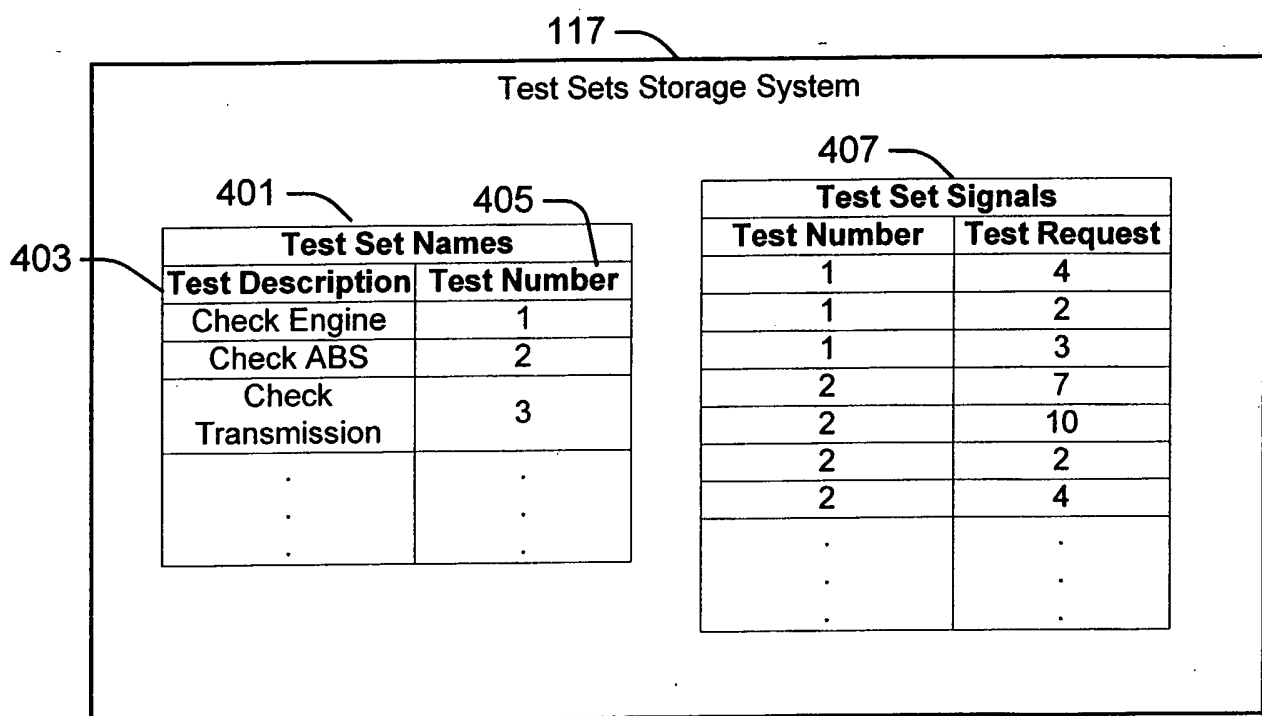 117
Test Sets Storage System
407
401
405
403
Test Set Names
Test Description Test Number
Check Engine 1
Check ABS 2
Check Transmission 3
. .
. .
. .
Test Set Signals
Test Number Test Request
1 4
1 2
1 3
2 7
2 10
2 2
2 4
. .
. .
. .